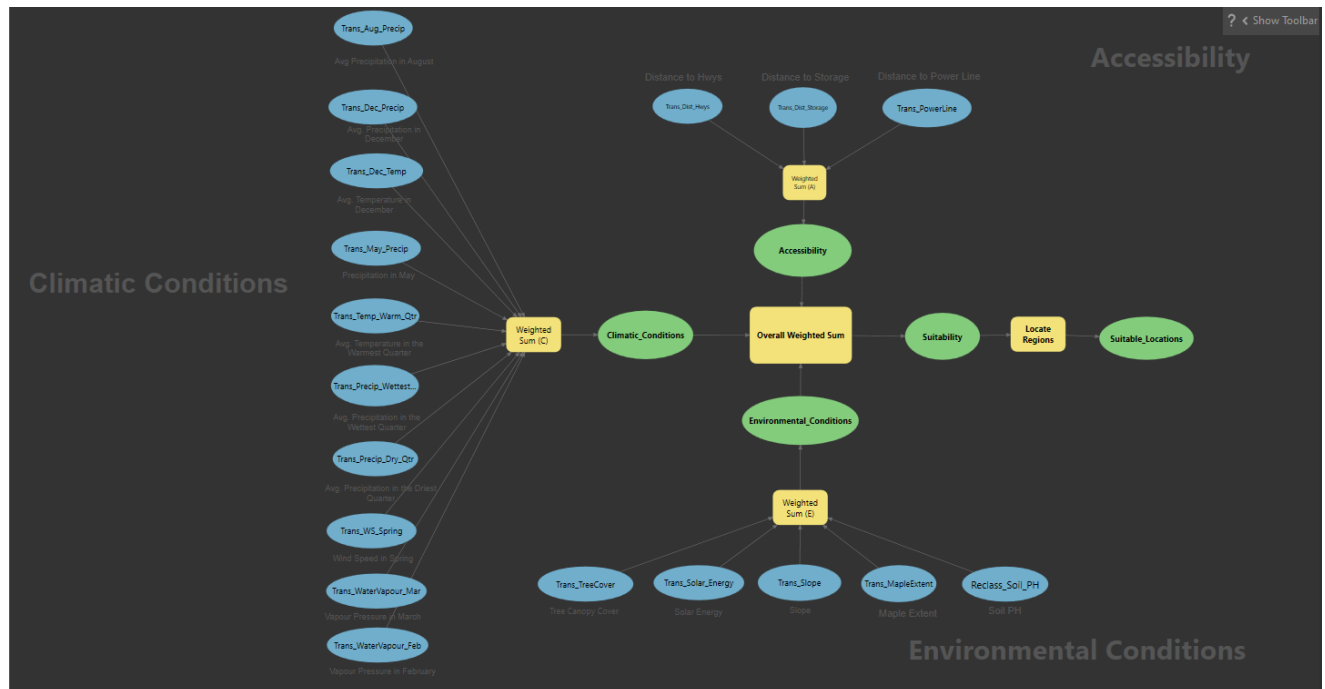 ? < Show Toolbar
Accessibility
Distance to Hwys
Distance to Storage
Distance to Power Line
Trans_Dist_Hwys
Trans_Dist_Storage
Trans_PowerLine
Weighted
Sum (A)
Accessibility
Climatic Conditions
Trans_Aug_Precip
Avg Precipitation in August
Trans_Dec_Precip
Avg. Precipitation in
December
Trans_Dec_Temp
Avg. Temperature in
December
Trans_May_Precip
Precipitation in May
Trans_Temp_Warm_Qtr
Avg. Temperature in the
Warmest Quarter
Trans_Precip_Wettest...
Avg. Precipitation in the
Wettest Quarter
Trans_Precip_Dry_Qtr
Avg. Precipitation in the Driest
Quarter
Trans_WS_Spring
Wind Speed in Spring
Trans_WaterVapour_Mar
Vapour Pressure in March
Trans_WaterVapour_Feb
Vapour Pressure in February
Weighted
Sum (C)
Climatic_Conditions
Overall Weighted Sum
Suitability
Locate
Regions
Suitable_Locations
Environmental_Conditions
Weighted
Sum (E)
Trans_TreeCover
Tree Canopy Cover
Trans_Solar_Energy
Solar Energy
Trans_Slope
Slope
Trans_MapleExtent
Maple Extent
Reclass_Soil_PH
Soil PH
Environmental Conditions